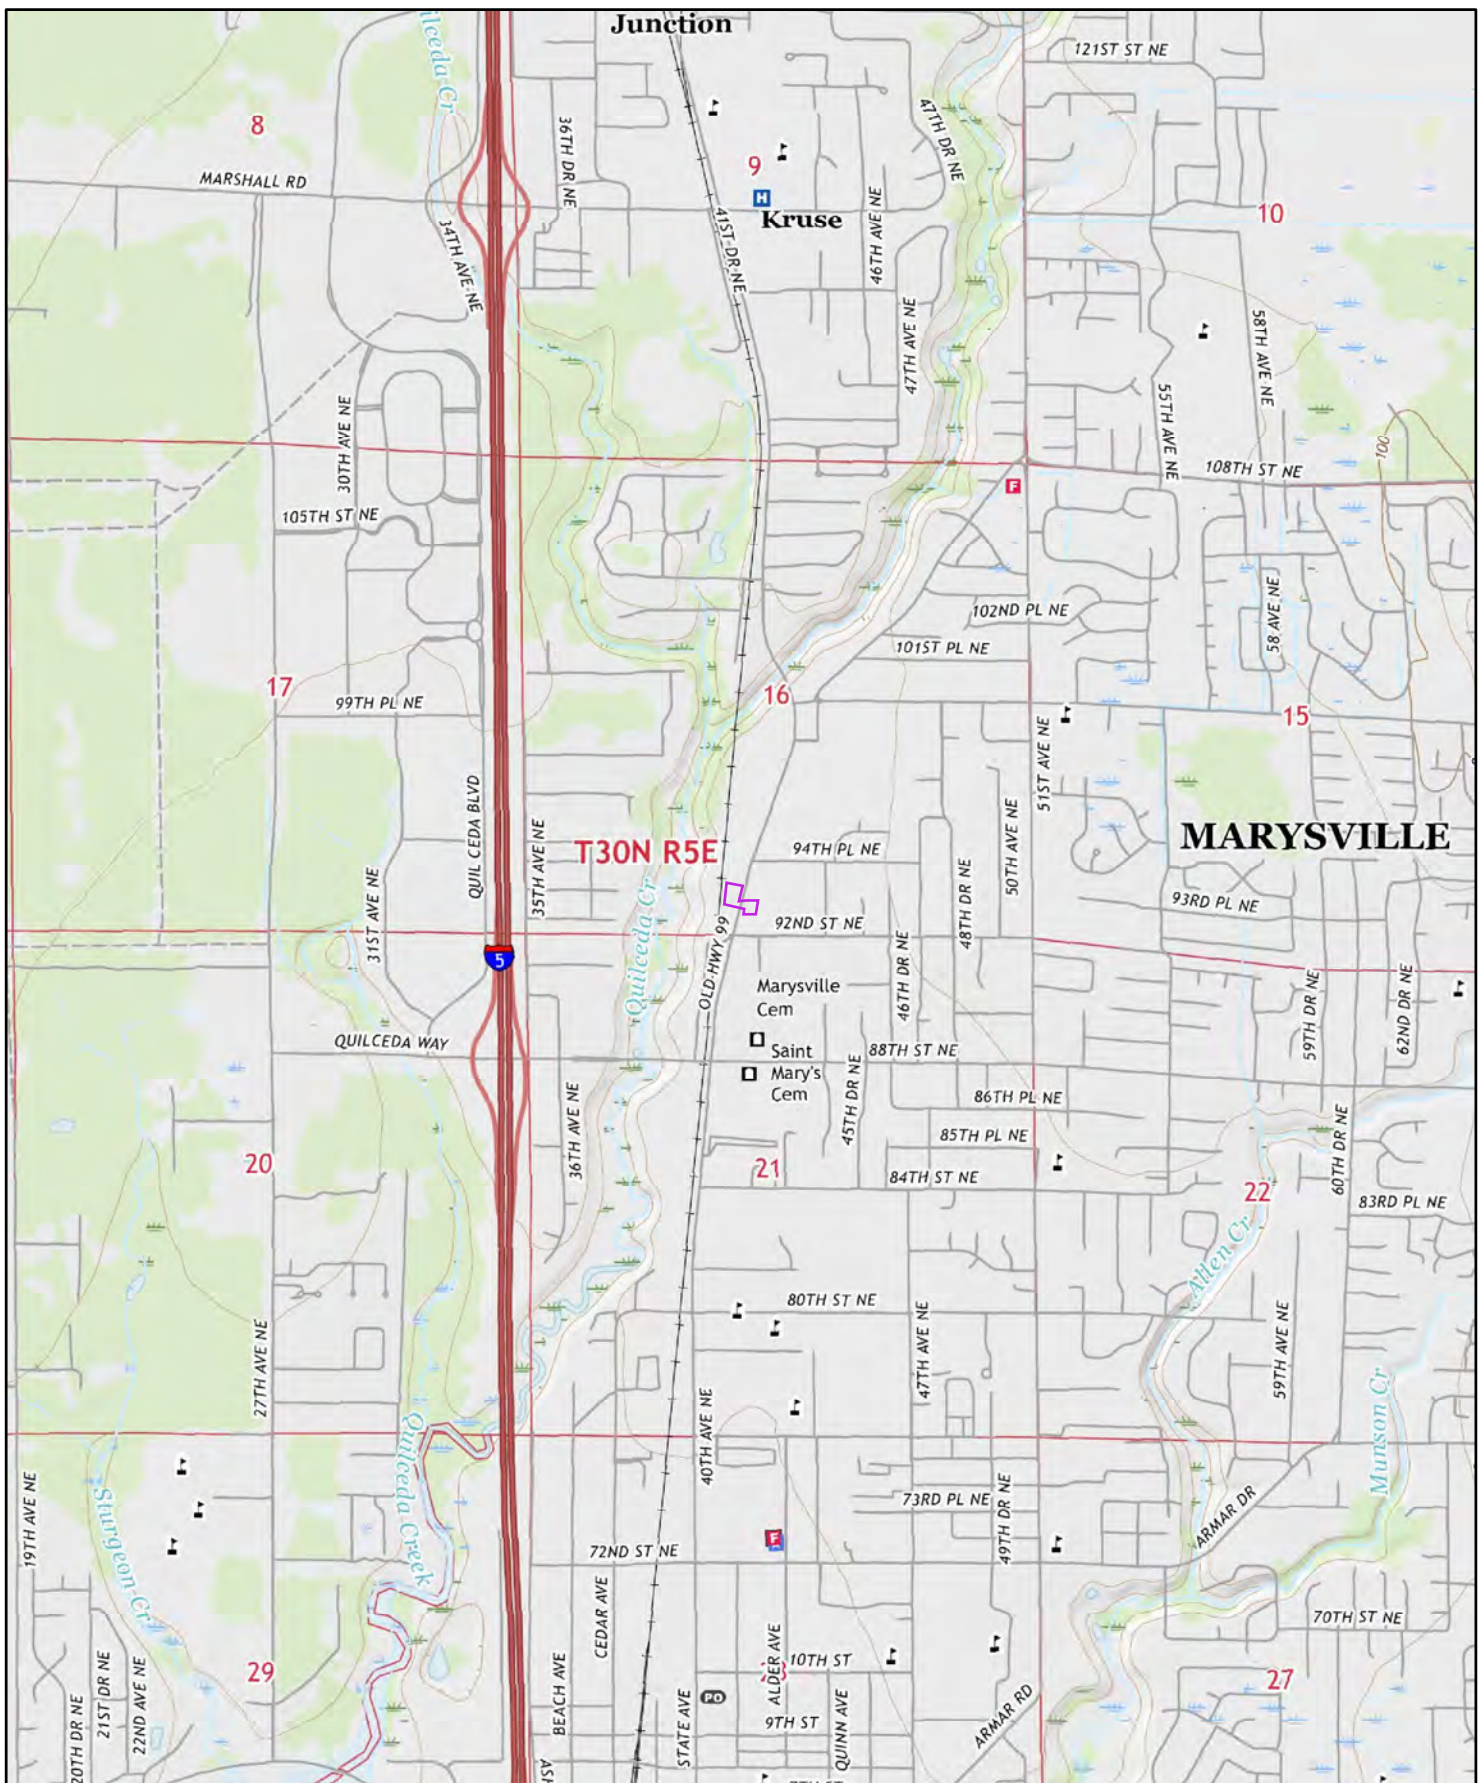 Junction
ilceda Cr
121ST ST NE
8
36TH DR NE
47TH DR NE
9
MARSHALL RD
H
Kruse
46TH AVE NE
10
34TH AVE NE
41ST DR NE
47TH AVE NE
58TH AVE NE
30TH AVE NE
55TH AVE NE
100
108TH ST NE
F
105TH ST NE
58 AVE NE
102ND PL NE
101ST PL NE
17
16
99TH PL NE
51ST AVE NE
15
QUIL CEDA BLVD
35TH AVE NE
T30N R5E
94TH PL NE
50TH AVE NE
MARYSVILLE
31ST AVE NE
Quilceda Cr
48TH DR NE
93RD PL NE
OLD HWY 99
92ND ST NE
46TH DR NE
5
Marysville
Cem
59TH DR NE
62ND DR NE
QUILCEDA WAY
Saint
Mary's
Cem
88TH ST NE
45TH DR NE
36TH AVE NE
86TH PL NE
85TH PL NE
60TH DR NE
20
21
84TH ST NE
22
83RD PL NE
Allen Cr
80TH ST NE
27TH AVE NE
47TH AVE NE
59TH AVE NE
40TH AVE NE
Munson Cr
19TH AVE NE
Sturgeon Cr
Quilceda Creek
73RD PL NE
49TH DR NE
ARMAR DR
F
72ND ST NE
CEDAR AVE
70TH ST NE
29
21ST DR NE
22ND AVE NE
20TH DR NE
BEACH AVE
ALDER AVE
10TH ST
27
PO
STATE AVE
9TH ST
QUINN AVE
ARMAR RD
ASH